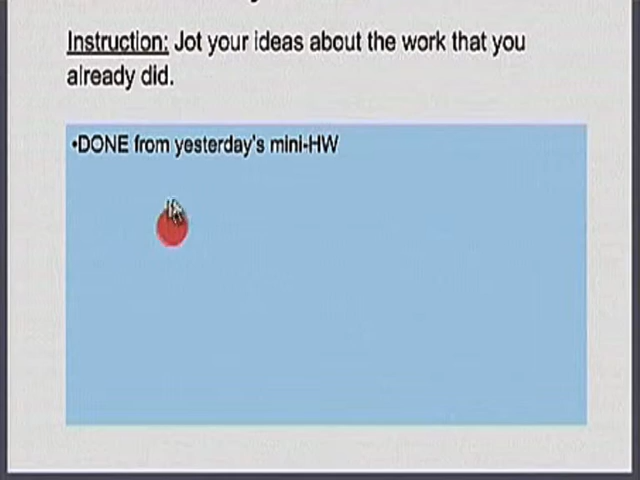 Instruction: Jot your ideas about the work that you
already did.
•DONE from yesterday's mini-HW